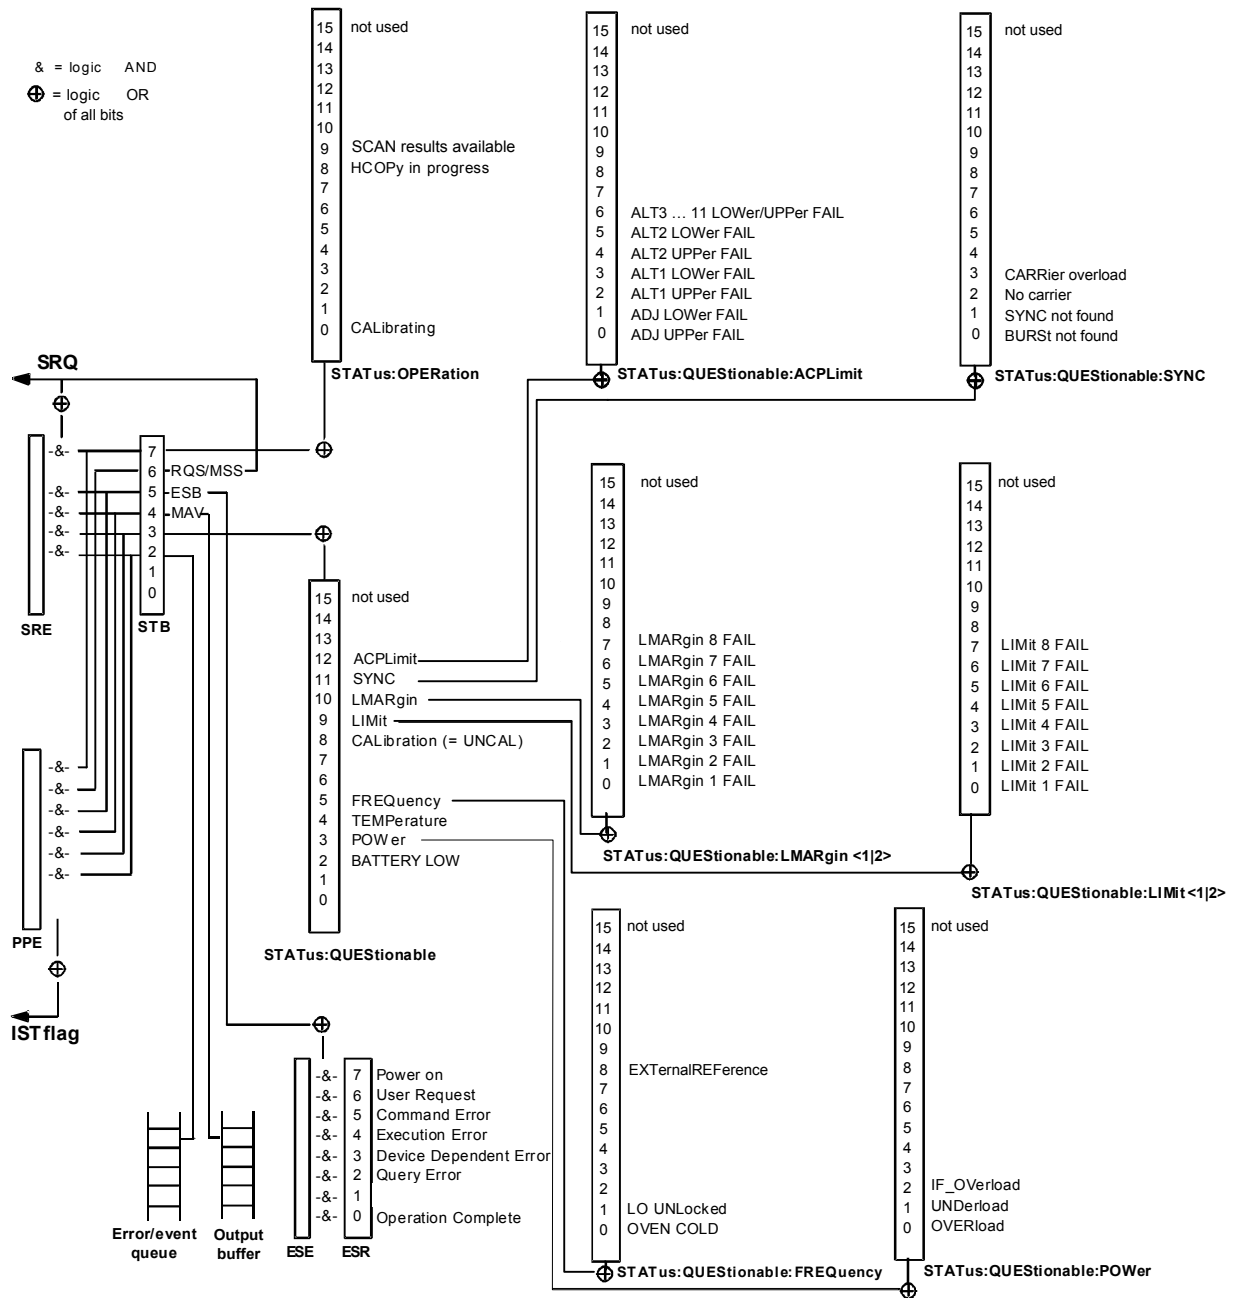 & = logic AND
⊕ = logic OR
of all bits
15 not used
14
13
12
11
10
9 SCAN results available
8 HCOPy in progress
7
6
5
4
3
2
1
0 CALibrating
STATus:OPERation
15 not used
14
13
12
11
10
9
8
7
6 ALT3 ... 11 LOWer/UPPer FAIL
5 ALT2 LOWer FAIL
4 ALT2 UPPer FAIL
3 ALT1 LOWer FAIL
2 ALT1 UPPer FAIL
1 ADJ LOWer FAIL
0 ADJ UPPer FAIL
STATus:QUEStionable:ACPLimit
15 not used
14
13
12
11
10
9
8
7
6
5
4
3 CARRier overload
2 No carrier
1 SYNC not found
0 BURSt not found
STATus:QUEStionable:SYNC
SRQ
-&- 7
6 RQS/MSS
-&- 5 ESB
-&- 4 MAV
-&- 3
-&- 2
1
0
SRE
STB
15 not used
14
13
12 ACPLimit
11 SYNC
10 LMARgin
9 LIMit
8 CALibration (= UNCAL)
7
6
5 FREQuency
4 TEMPerature
3 POWer
2 BATTERY LOW
1
0
STATus:QUEStionable
15 not used
14
13
12
11
10
9
8
7 LMARgin 8 FAIL
6 LMARgin 7 FAIL
5 LMARgin 6 FAIL
4 LMARgin 5 FAIL
3 LMARgin 4 FAIL
2 LMARgin 3 FAIL
1 LMARgin 2 FAIL
0 LMARgin 1 FAIL
STATus:QUEStionable:LMARgin <1|2>
15 not used
14
13
12
11
10
9
8
7 LIMit 8 FAIL
6 LIMit 7 FAIL
5 LIMit 6 FAIL
4 LIMit 5 FAIL
3 LIMit 4 FAIL
2 LIMit 3 FAIL
1 LIMit 2 FAIL
0 LIMit 1 FAIL
STATus:QUEStionable:LIMit<1|2>
-&-
-&-
-&-
-&-
-&-
-&-
PPE
ISTflag
-&- 7 Power on
-&- 6 User Request
-&- 5 Command Error
-&- 4 Execution Error
-&- 3 Device Dependent Error
-&- 2 Query Error
-&- 1
-&- 0 Operation Complete
ESE
ESR
Error/event
queue
Output
buffer
15 not used
14
13
12
11
10
9
8 EXTernalREFerence
7
6
5
4
3
2
1 LO UNLocked
0 OVEN COLD
STATus:QUEStionable:FREQuency
15 not used
14
13
12
11
10
9
8
7
6
5
4
3
2 IF_OVerload
1 UNDerload
0 OVERload
STATus:QUEStionable:POWer